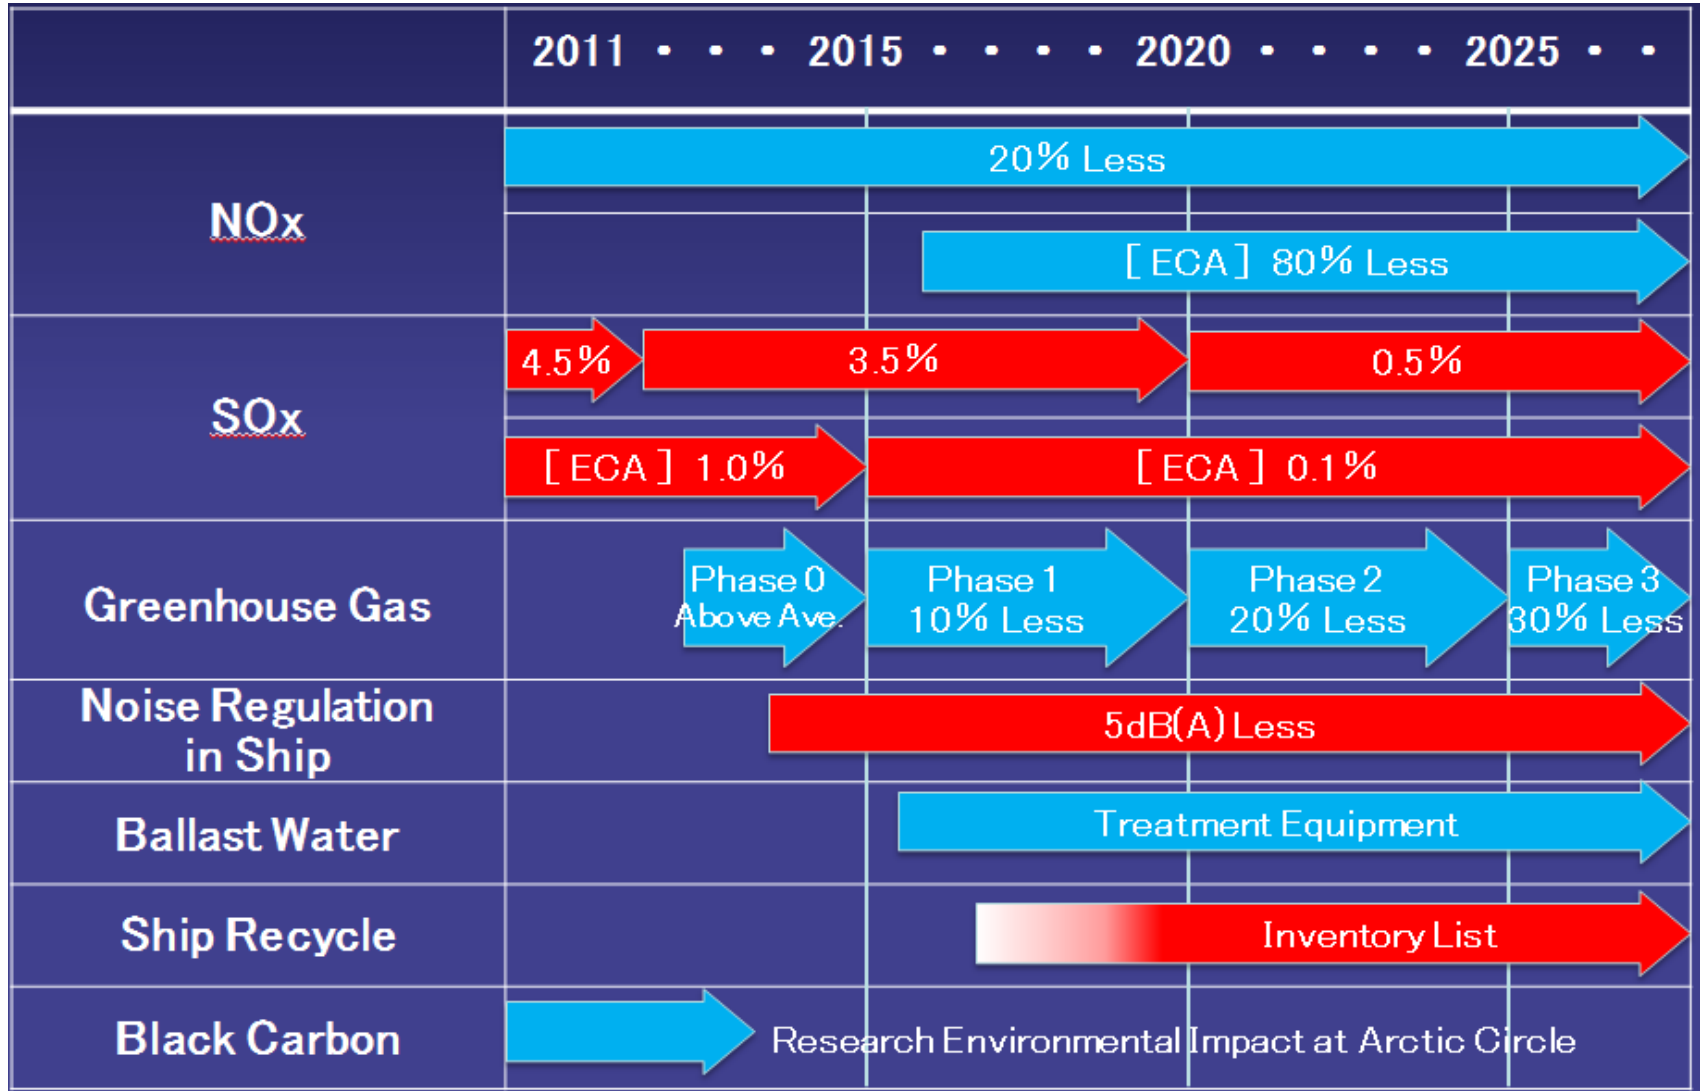 2011 ・ ・ ・ 2015 ・ ・ ・ ・ 2020 ・ ・ ・ ・ 2025 ・ ・
NOx
20% Less
[ ECA ] 80% Less
SOx
4.5%
3.5%
0.5%
[ ECA ] 1.0%
[ ECA ] 0.1%
Greenhouse Gas
Phase 0
Above Ave.
Phase 1
10% Less
Phase 2
20% Less
Phase 3
30% Less
Noise Regulation
in Ship
5dB(A) Less
Ballast Water
Treatment Equipment
Ship Recycle
Inventory List
Black Carbon
Research Environmental Impact at Arctic Circle